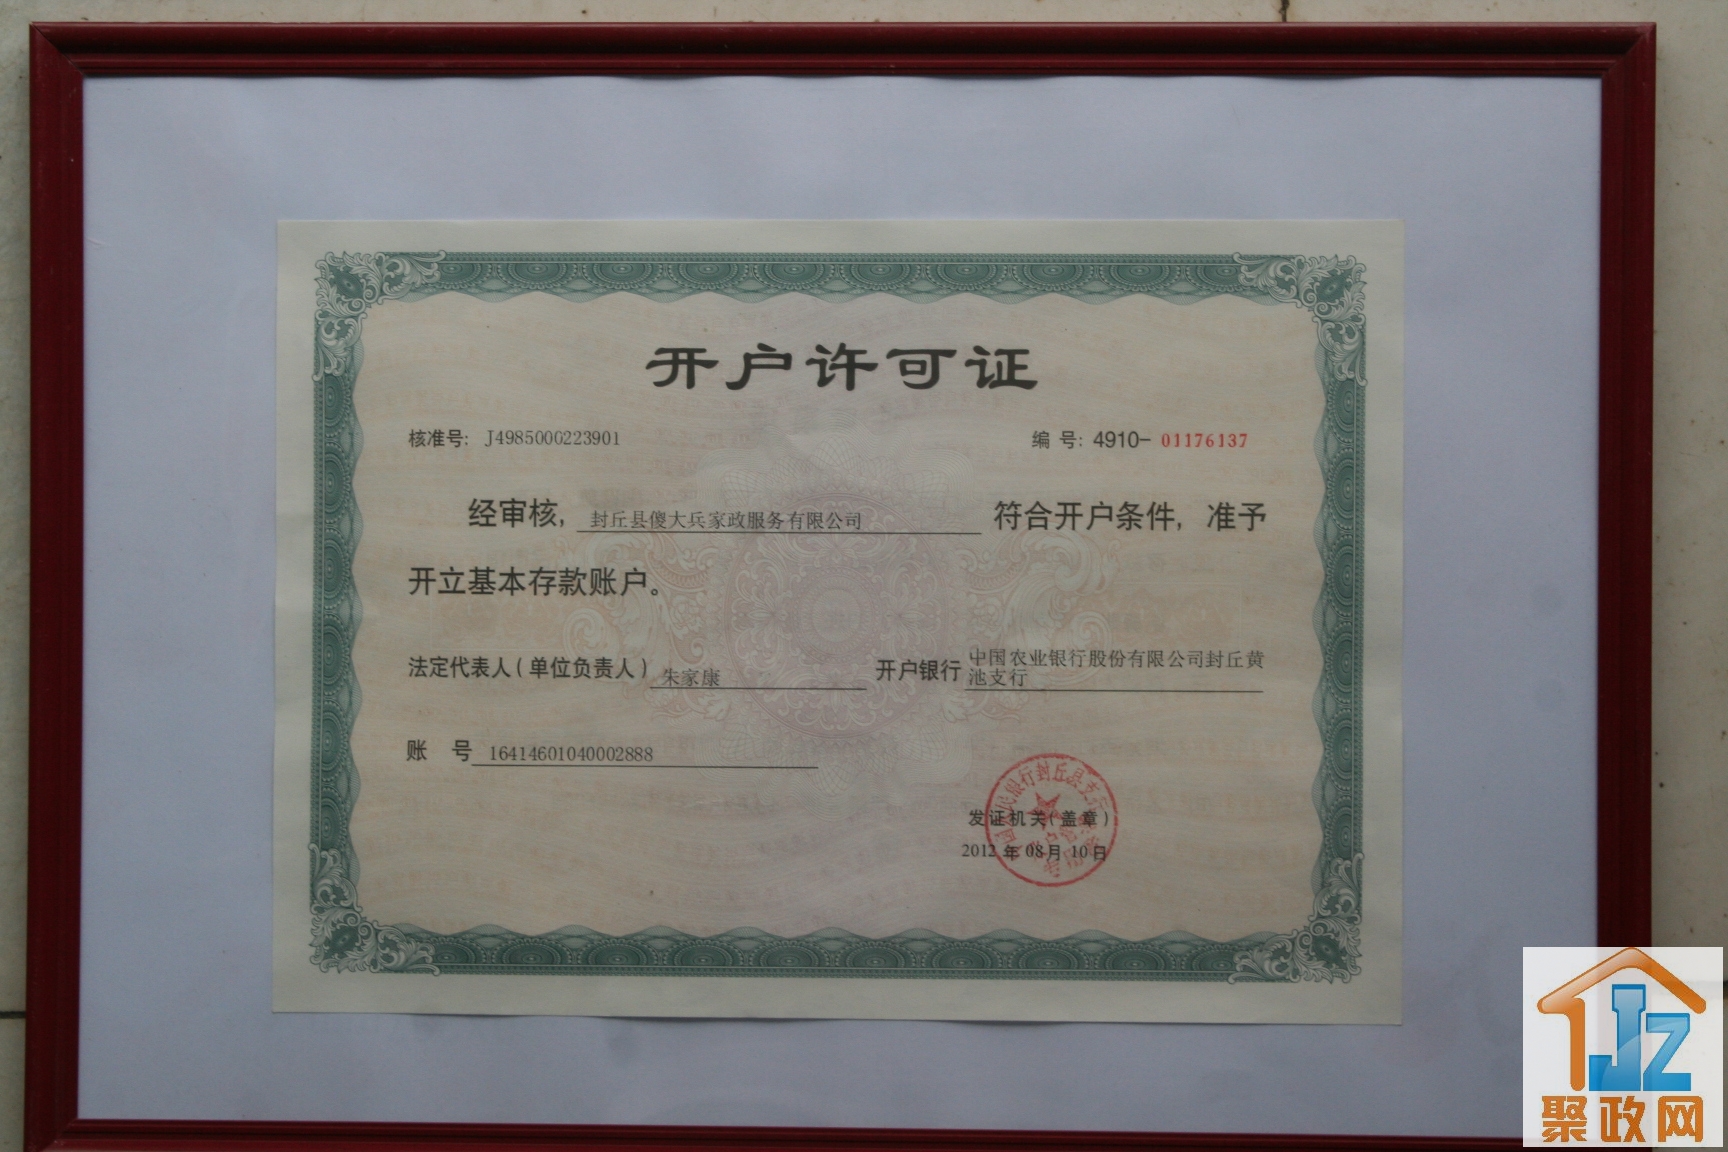 开户许可证
核准号: J4985000223901
编 号: 4910- 01176137
经审核, 封丘县傻大兵家政服务有限公司 符合开户条件, 准予
开立基本存款账户。
法定代表人(单位负责人) 朱家康
开户银行 中国农业银行股份有限公司封丘黄
池支行
账 号 16414601040002888
发证机关(盖章)
2012 年 08 月 10 日
JZ
聚政网